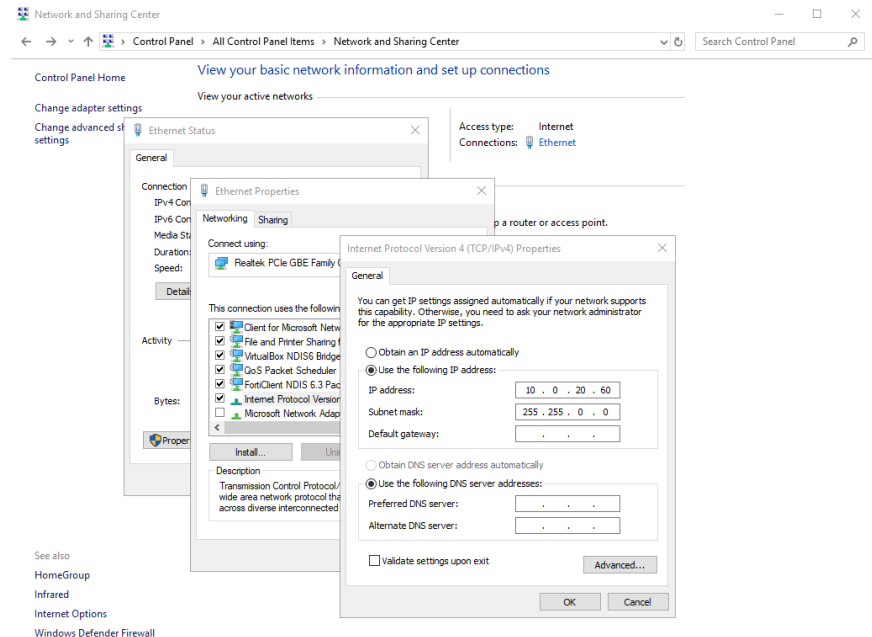 Network and Sharing Center
Control Panel > All Control Panel Items > Network and Sharing Center
Search Control Panel
Control Panel Home
Change adapter settings
Change advanced sh
settings
View your basic network information and set up connections
View your active networks
Access type: Internet
Connections: Ethernet
p a router or access point.
Ethernet Status
General
Connection
IPv4 Con
IPv6 Con
Media Sta
Duration:
Speed:
Detail
Activity
Bytes:
Proper
Ethernet Properties
Networking Sharing
Connect using:
Realtek PCIe GBE Family
This connection uses the followin
Client for Microsoft Netw
File and Printer Sharing f
VirtualBox NDIS6 Bridge
QoS Packet Scheduler
FortiClient NDIS 6.3 Pac
Internet Protocol Version
Microsoft Network Adap
Install... Unin
Description
Transmission Control Protocol/
wide area network protocol tha
across diverse interconnected
Internet Protocol Version 4 (TCP/IPv4) Properties
General
You can get IP settings assigned automatically if your network supports
this capability. Otherwise, you need to ask your network administrator
for the appropriate IP settings.
Obtain an IP address automatically
Use the following IP address:
IP address: 10 . 0 . 20 . 60
Subnet mask: 255 . 255 . 0 . 0
Default gateway: . . .
Obtain DNS server address automatically
Use the following DNS server addresses:
Preferred DNS server: . . .
Alternate DNS server: . . .
Validate settings upon exit
Advanced...
OK Cancel
See also
HomeGroup
Infrared
Internet Options
Windows Defender Firewall